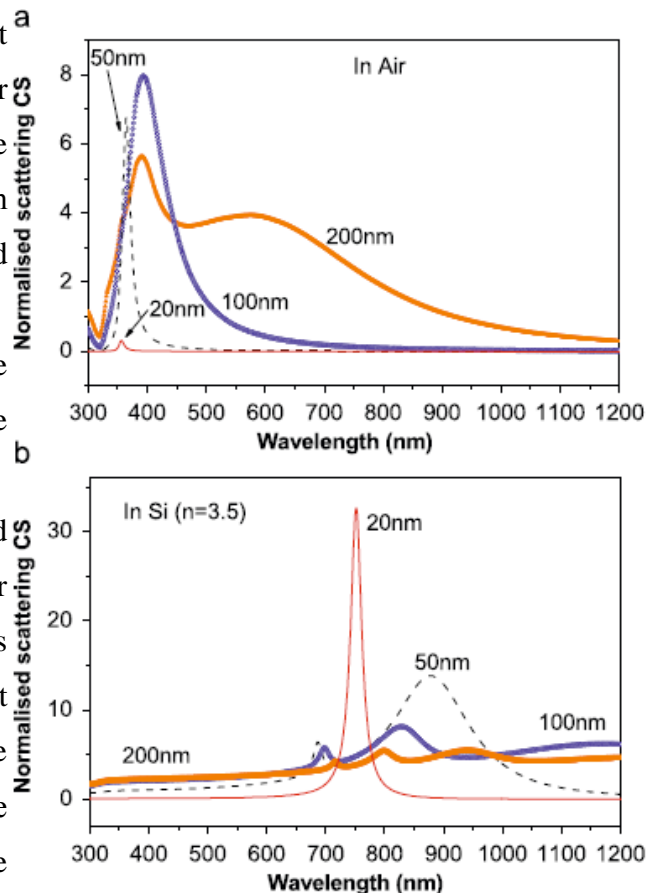 t
r
e
n
d
e
e
d
r
s
t
e
e
e
a
In Air
50nm
200nm
100nm
20nm
Normalised scattering CS
8
6
4
2
0
300 400 500 600 700 800 900 1000 1100 1200
Wavelength (nm)
b
In Si (n=3.5)
20nm
50nm
100nm
200nm
Normalised scattering CS
30
20
10
0
300 400 500 600 700 800 900 1000 1100 1200
Wavelength (nm)